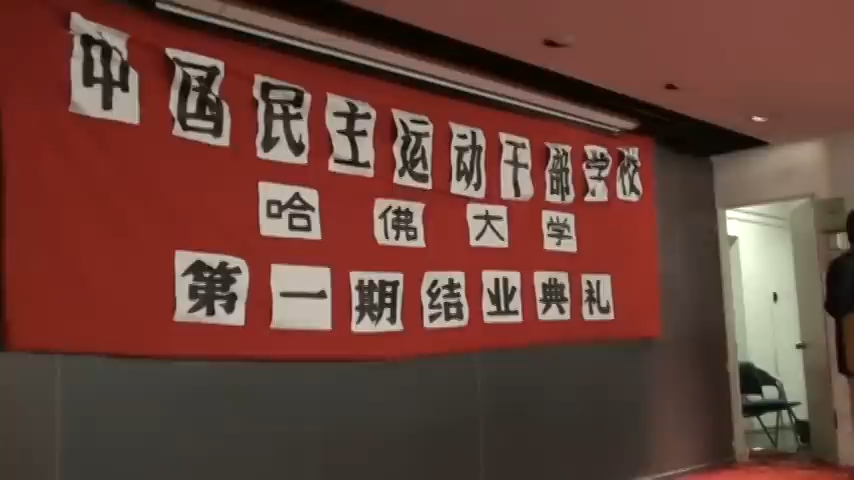 中国民主运动干部学校
哈佛大学
第一期结业典礼